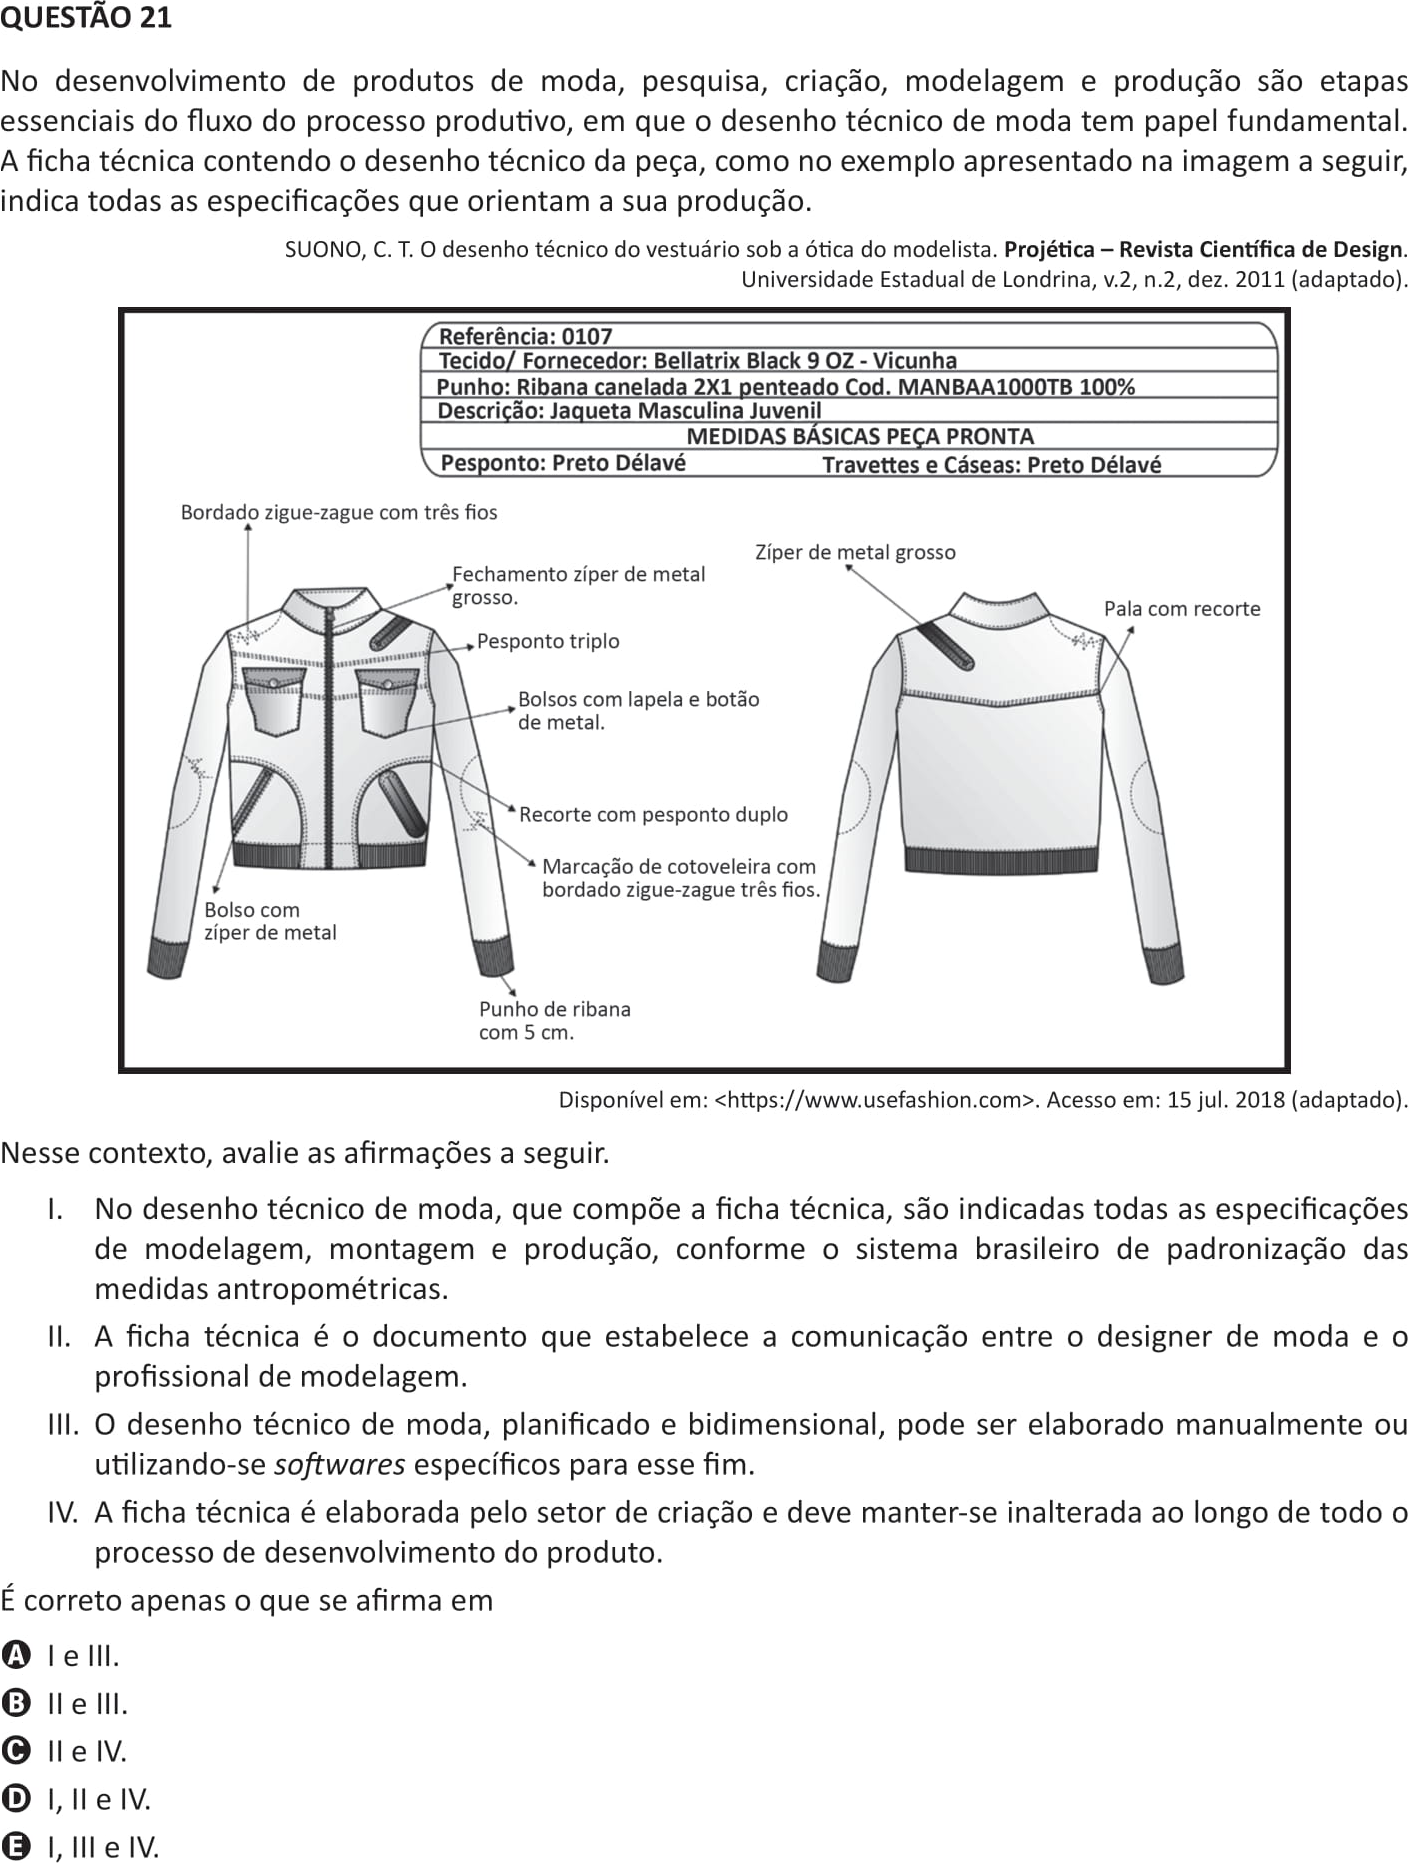 QUESTÃO 21
No desenvolvimento de produtos de moda, pesquisa, criação, modelagem e produção são etapas
essenciais do fluxo do processo produtivo, em que o desenho técnico de moda tem papel fundamental.
A ficha técnica contendo o desenho técnico da peça, como no exemplo apresentado na imagem a seguir,
indica todas as especificações que orientam a sua produção.
SUONO, C. T. O desenho técnico do vestuário sob a ótica do modelista. Projética – Revista Científica de Design.
Universidade Estadual de Londrina, v.2, n.2, dez. 2011 (adaptado).
Referência: 0107
Tecido/ Fornecedor: Bellatrix Black 9 OZ - Vicunha
Punho: Ribana canelada 2X1 penteado Cod. MANBAA1000TB 100%
Descrição: Jaqueta Masculina Juvenil
MEDIDAS BÁSICAS PEÇA PRONTA
Pesponto: Preto Délavé Travettes e Cáseas: Preto Délavé
Bordado zigue-zague com três fios
Zíper de metal grosso
Fechamento zíper de metal
grosso.
Pala com recorte
Pesponto triplo
Bolsos com lapela e botão
de metal.
Recorte com pesponto duplo
Marcação de cotoveleira com
bordado zigue-zague três fios.
Bolso com
zíper de metal
Punho de ribana
com 5 cm.
Disponível em: <https://www.usefashion.com>. Acesso em: 15 jul. 2018 (adaptado).
Nesse contexto, avalie as afirmações a seguir.
I. No desenho técnico de moda, que compõe a ficha técnica, são indicadas todas as especificações
de modelagem, montagem e produção, conforme o sistema brasileiro de padronização das
medidas antropométricas.
II. A ficha técnica é o documento que estabelece a comunicação entre o designer de moda e o
profissional de modelagem.
III. O desenho técnico de moda, planificado e bidimensional, pode ser elaborado manualmente ou
utilizando-se softwares específicos para esse fim.
IV. A ficha técnica é elaborada pelo setor de criação e deve manter-se inalterada ao longo de todo o
processo de desenvolvimento do produto.
É correto apenas o que se afirma em
A I e III.
B II e III.
C II e IV.
D I, II e IV.
E I, III e IV.